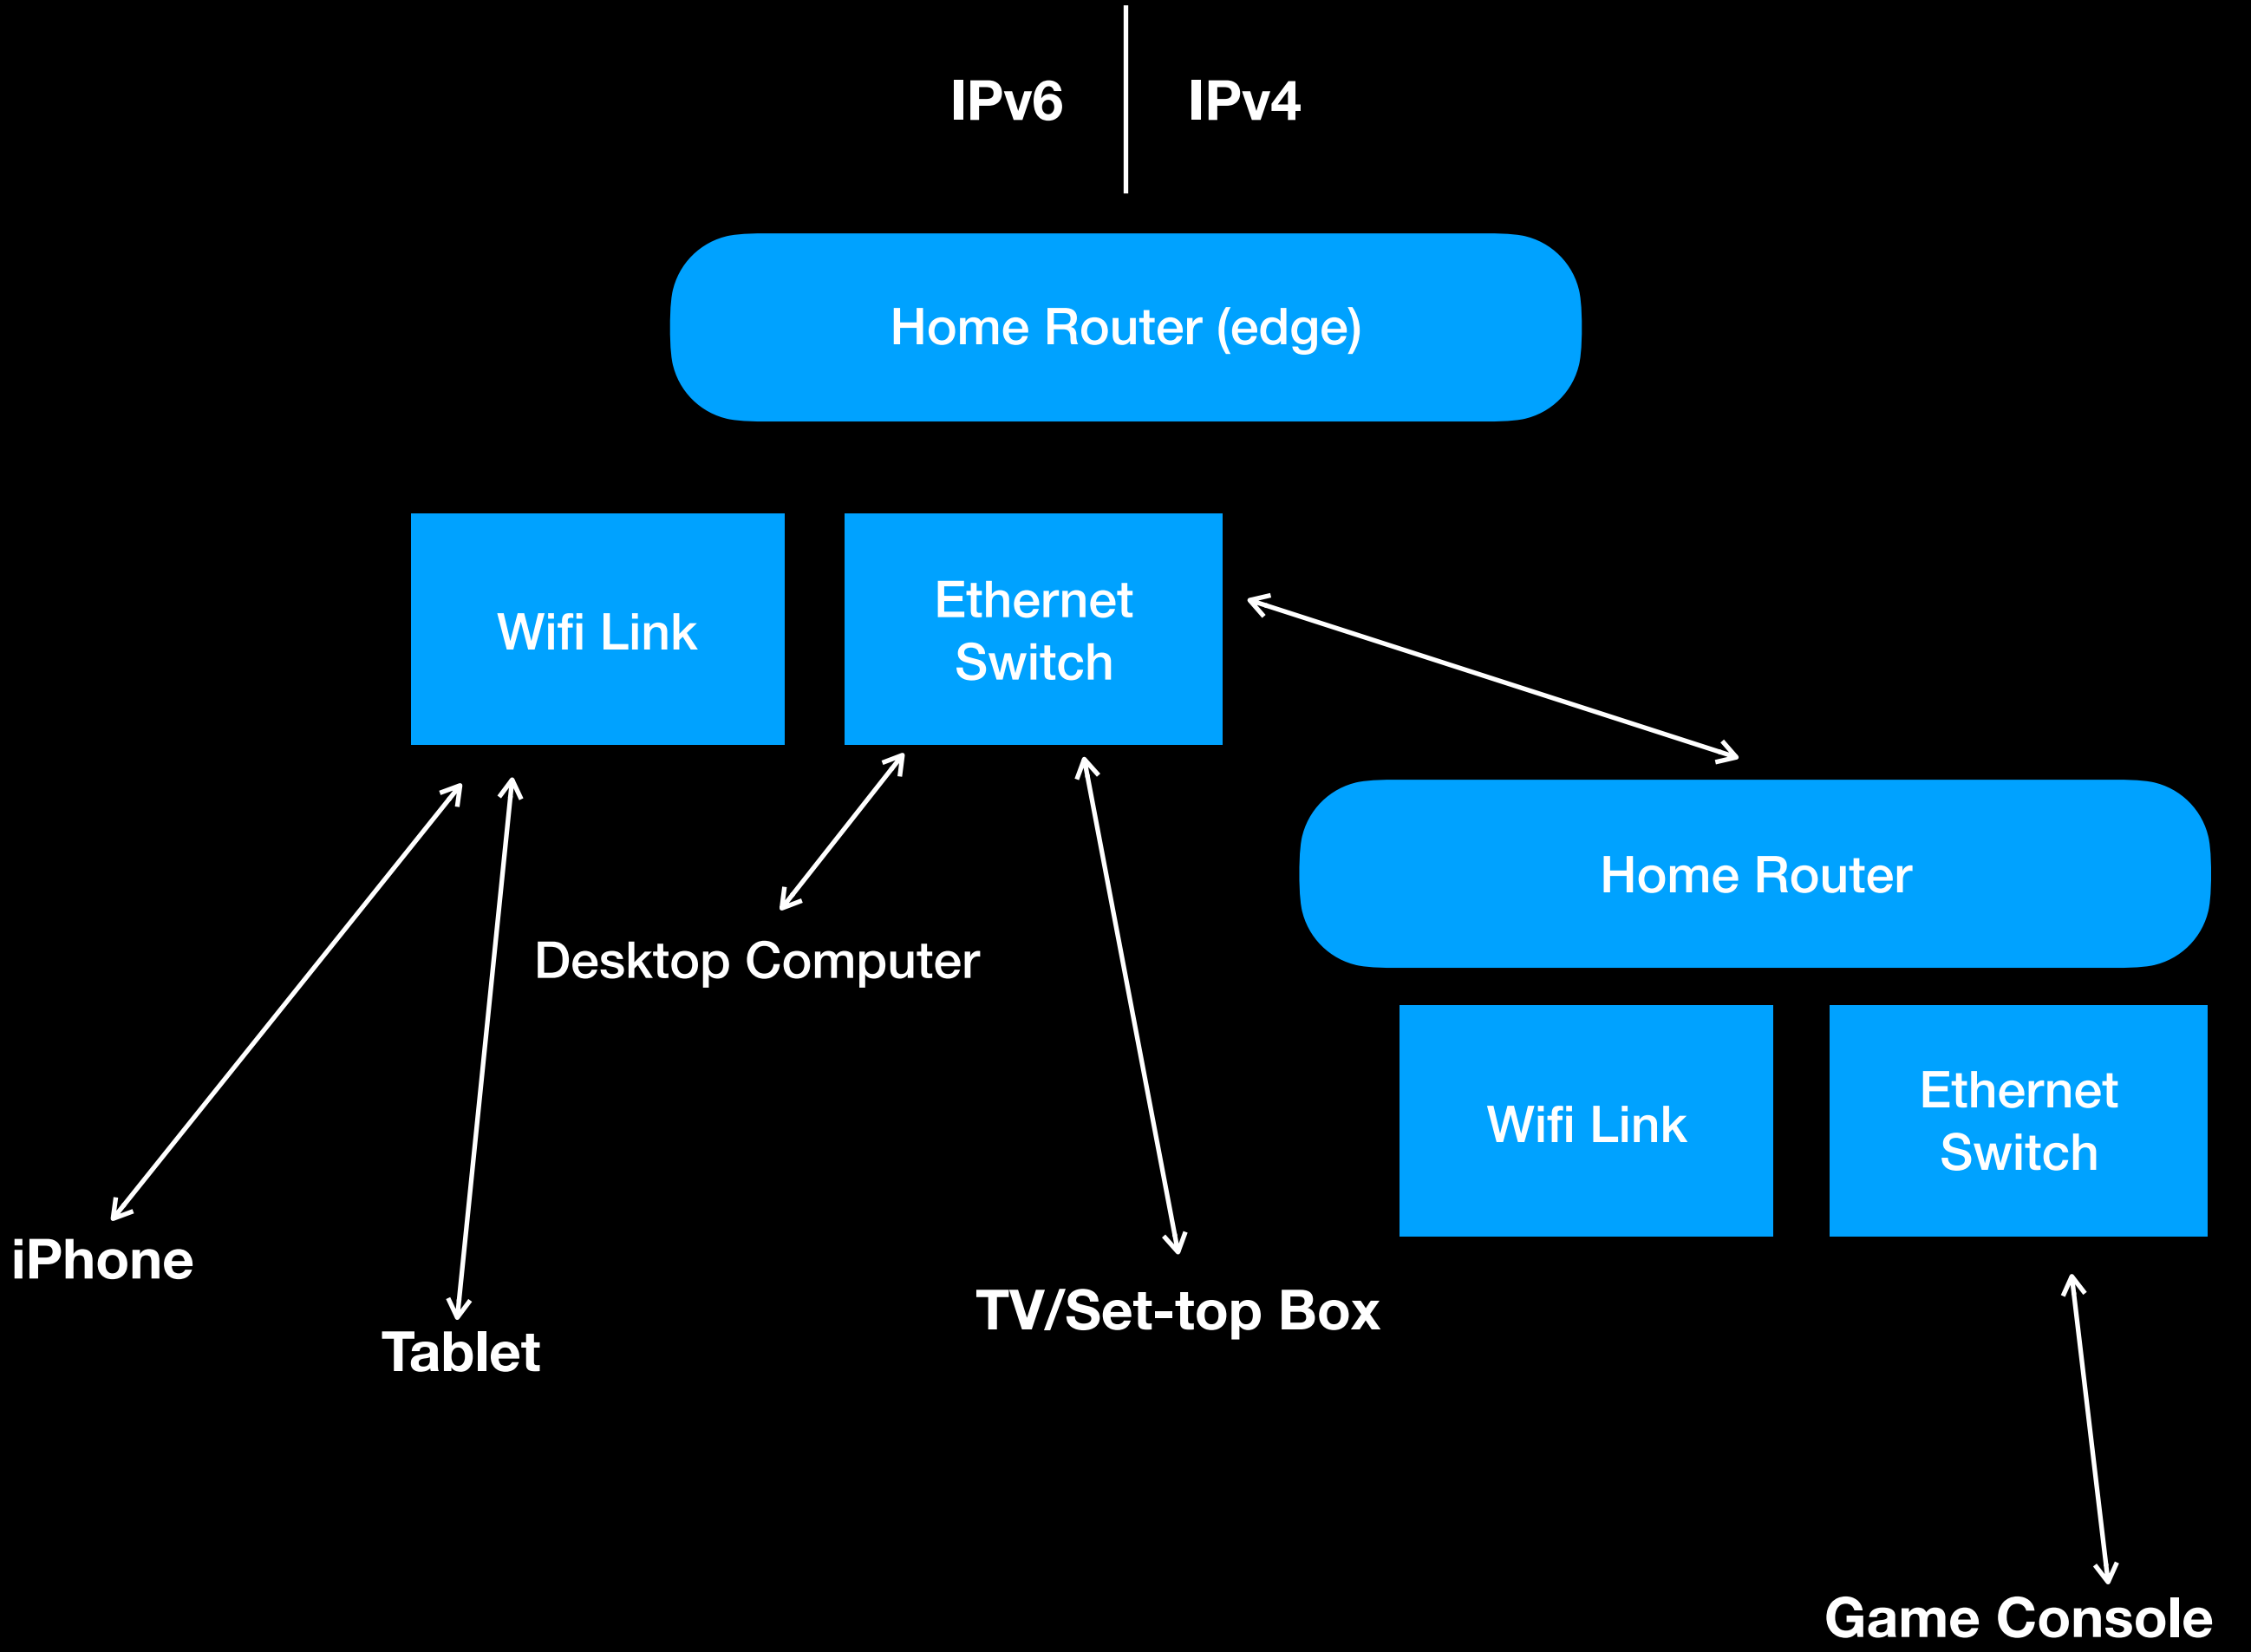 IPv6
IPv4
Home Router (edge)
Wifi Link
Ethernet
Switch
Home Router
Desktop Computer
Wifi Link
Ethernet
Switch
iPhone
Tablet
TV/Set-top Box
Game Console